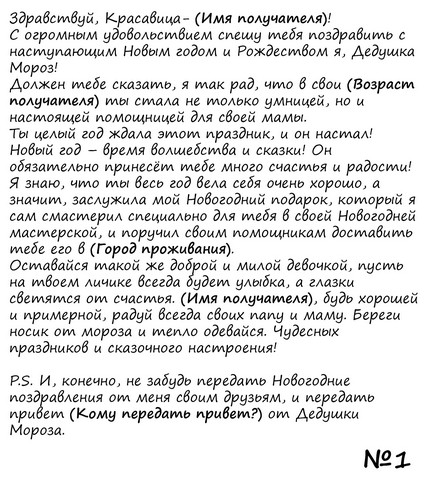 Здравствуй, Красавица- (Имя получателя)!
С огромным удовольствием спешу тебя поздравить с
наступающим Новым годом и Рождеством я, Дедушка
Мороз!
Должен тебе сказать, я так рад, что в свои (Возраст
получателя) ты стала не только умницей, но и
настоящей помощницей для своей мамы.
Ты целый год ждала этот праздник, и он настал!
Новый год – время волшебства и сказки! Он
обязательно принесёт тебе много счастья и радости!
Я знаю, что ты весь год вела себя очень хорошо, а
значит, заслужила мой Новогодний подарок, который я
сам смастерил специально для тебя в своей Новогодней
мастерской, и поручил своим помощникам доставить
тебе его в (Город проживания).
Оставайся такой же доброй и милой девочкой, пусть
на твоем личике всегда будет улыбка, а глазки
светятся от счастья. (Имя получателя), будь хорошей
и примерной, радуй всегда своих папу и маму. Береги
носик от мороза и тепло одевайся. Чудесных
праздников и сказочного настроения!
P.S. И, конечно, не забудь передать Новогодние
поздравления от меня своим друзьям, и передать
привет (Кому передать привет?) от Дедушки
Мороза.
№1